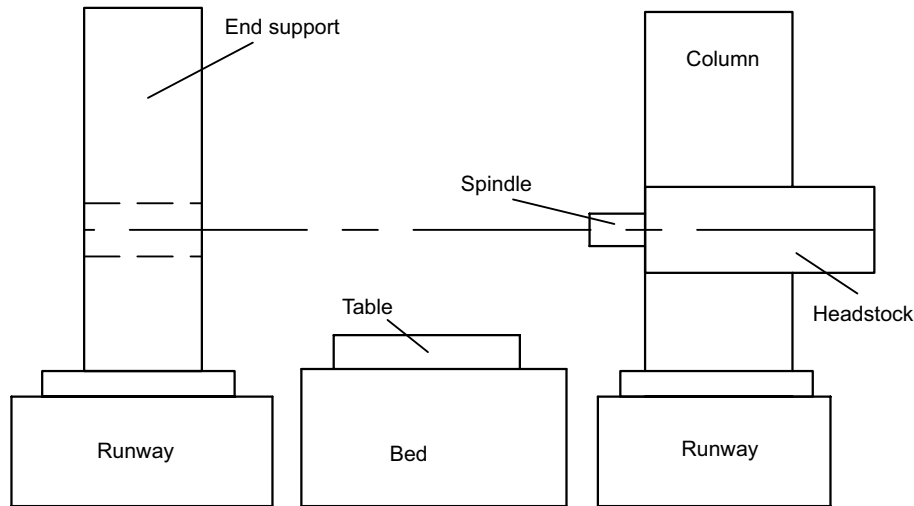 End support
Column
Spindle
Table
Headstock
Runway
Bed
Runway